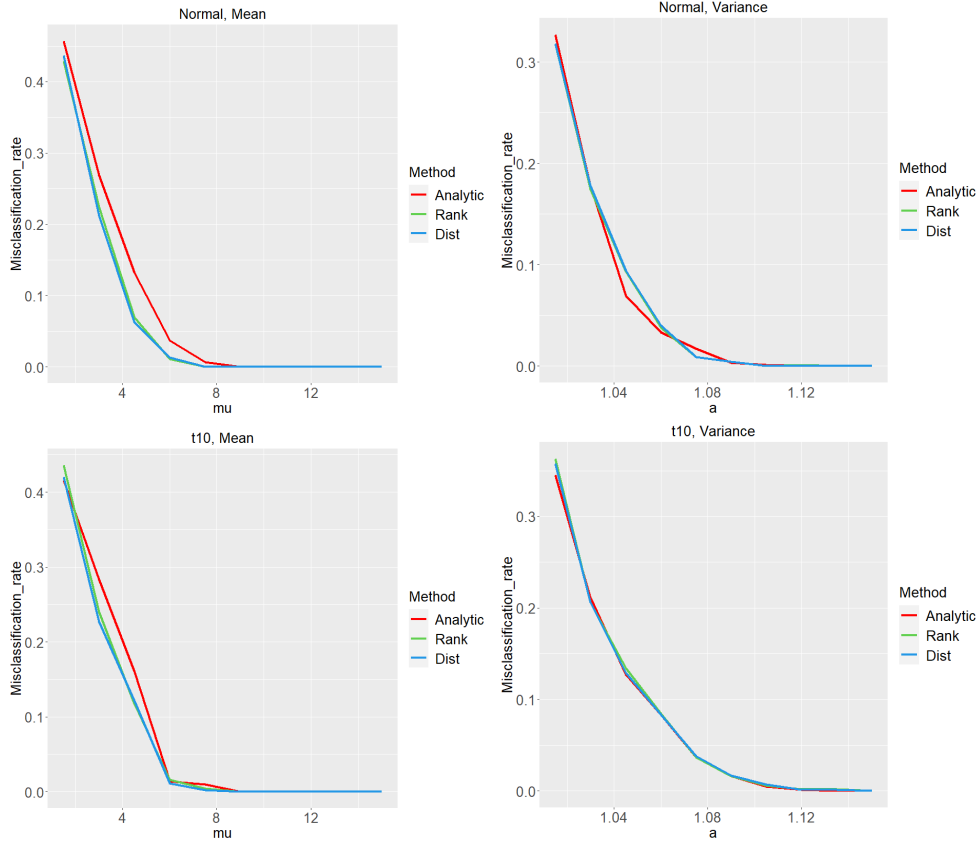 Normal, Mean
Misclassification_rate
0.4
0.3
0.2
0.1
0.0
4
8
12
mu
Method
Analytic
Rank
Dist
Normal, Variance
Misclassification_rate
0.3
0.2
0.1
0.0
1.04
1.08
1.12
a
Method
Analytic
Rank
Dist
t10, Mean
Misclassification_rate
0.4
0.3
0.2
0.1
0.0
4
8
12
mu
Method
Analytic
Rank
Dist
t10, Variance
Misclassification_rate
0.3
0.2
0.1
0.0
1.04
1.08
1.12
a
Method
Analytic
Rank
Dist